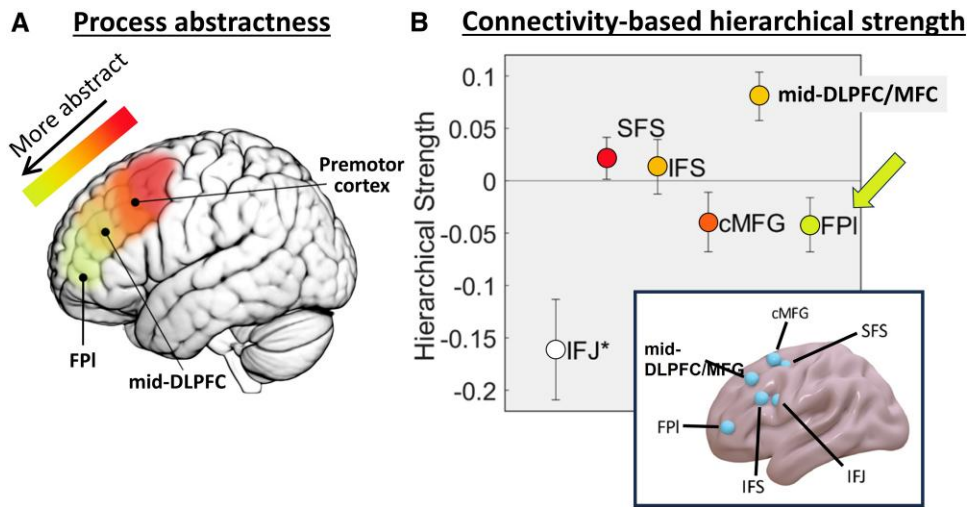 A Process abstractness
More abstract
Premotor
cortex
FPl
mid-DLPFC
B Connectivity-based hierarchical strength
Hierarchical Strength
0.1
0.05
0
-0.05
-0.1
-0.15
-0.2
mid-DLPFC/MFC
SFS
IFS
cMFG
FPl
IFJ*
cMFG
SFS
mid-
DLPFC/MFG
FPl
IFS
IFJ